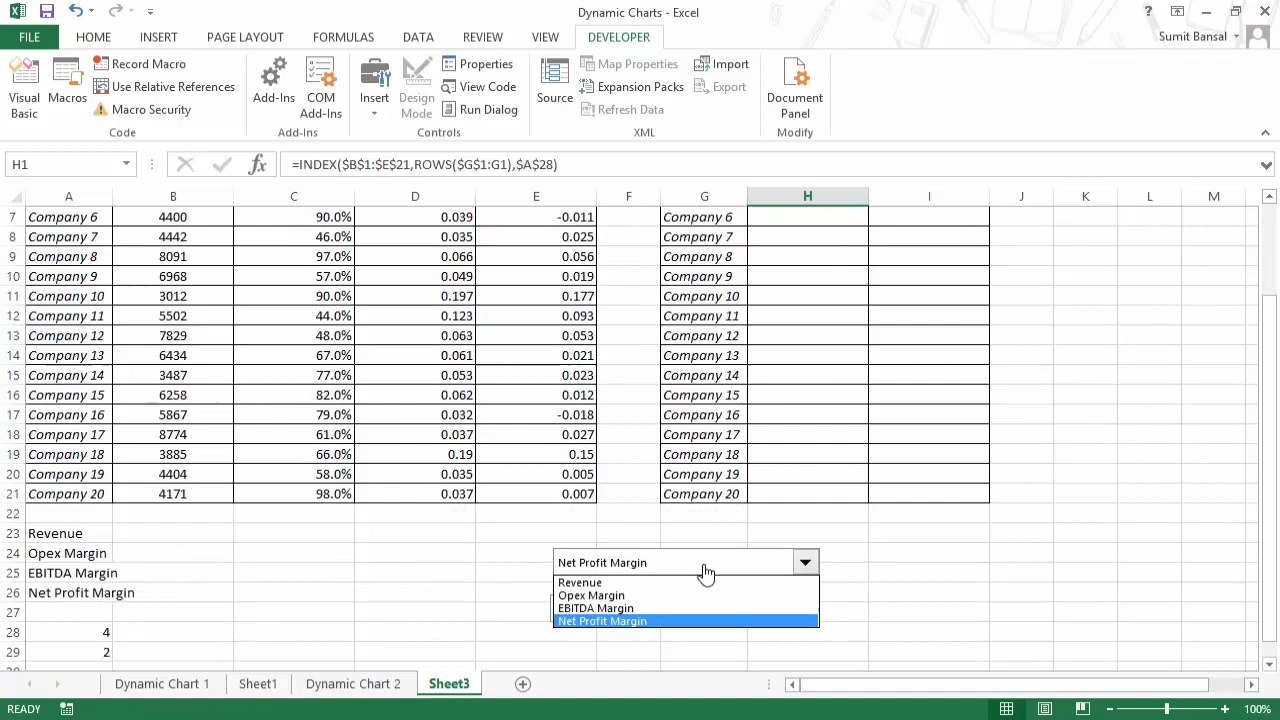 Dynamic Charts - Excel
FILE HOME INSERT PAGE LAYOUT FORMULAS DATA REVIEW VIEW DEVELOPER Sumit Bansal
Visual Basic
Macros
Record Macro
Use Relative References
Macro Security
Code
Add-Ins
COM Add-Ins
Add-Ins
Insert
Design Mode
Properties
View Code
Run Dialog
Controls
Source
Map Properties
Expansion Packs
Refresh Data
Import
Export
XML
Document Panel
Modify
H1 =INDEX($B$1:$E$21,ROWS($G$1:G1),$A$28)
A B C D E F G H I J K L M
7 Company 6 4400 90.0% 0.039 -0.011 Company 6
8 Company 7 4442 46.0% 0.035 0.025 Company 7
9 Company 8 8091 97.0% 0.066 0.056 Company 8
10 Company 9 6968 57.0% 0.049 0.019 Company 9
11 Company 10 3012 90.0% 0.197 0.177 Company 10
12 Company 11 5502 44.0% 0.123 0.093 Company 11
13 Company 12 7829 48.0% 0.063 0.053 Company 12
14 Company 13 6434 67.0% 0.061 0.021 Company 13
15 Company 14 3487 77.0% 0.053 0.023 Company 14
16 Company 15 6258 82.0% 0.062 0.012 Company 15
17 Company 16 5867 79.0% 0.032 -0.018 Company 16
18 Company 17 8774 61.0% 0.037 0.027 Company 17
19 Company 18 3885 66.0% 0.19 0.15 Company 18
20 Company 19 4404 58.0% 0.035 0.005 Company 19
21 Company 20 4171 98.0% 0.037 0.007 Company 20
22
23 Revenue
24 Opex Margin
25 EBITDA Margin
26 Net Profit Margin
27
28 4
29 2
Net Profit Margin
Revenue
Opex Margin
EBITDA Margin
Net Profit Margin
Dynamic Chart 1 Sheet1 Dynamic Chart 2 Sheet3
READY 100%